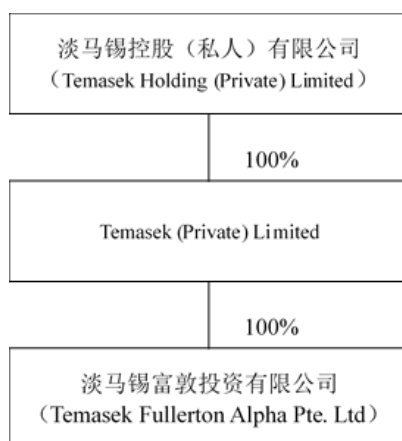 淡马锡控股（私人）有限公司
（Temasek Holding (Private) Limited）
100%
Temasek (Private) Limited
100%
淡马锡富敦投资有限公司
（Temasek Fullerton Alpha Pte. Ltd）